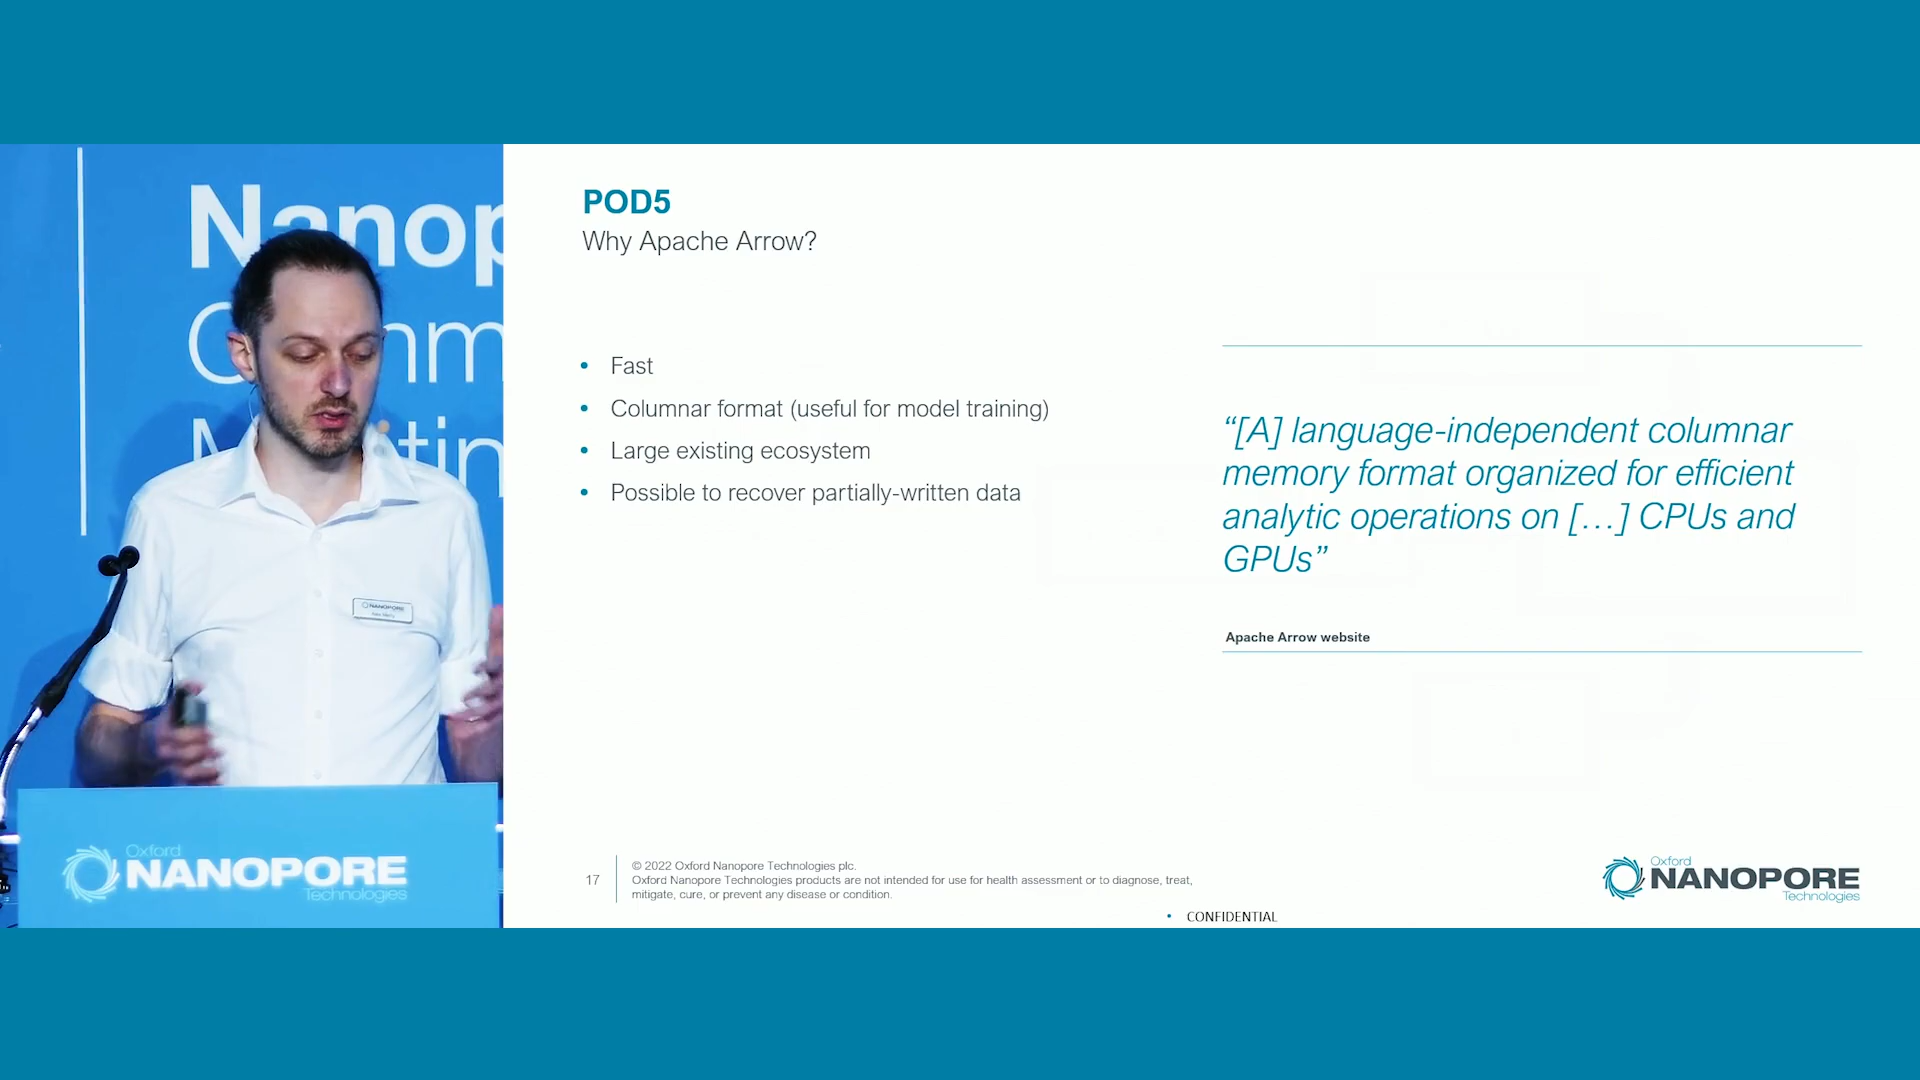 Nanop
POD5
Why Apache Arrow?
• Fast
• Columnar format (useful for model training)
• Large existing ecosystem
• Possible to recover partially-written data
“[A] language-independent columnar
memory format organized for efficient
analytic operations on […] CPUs and
GPUs”
Apache Arrow website
NANOPORE
Oxford
NANOPORE
Technologies
17
© 2022 Oxford Nanopore Technologies plc.
Oxford Nanopore Technologies products are not intended for use for health assessment or to diagnose, treat,
mitigate, cure, or prevent any disease or condition.
• CONFIDENTIAL
Oxford
NANOPORE
Technologies